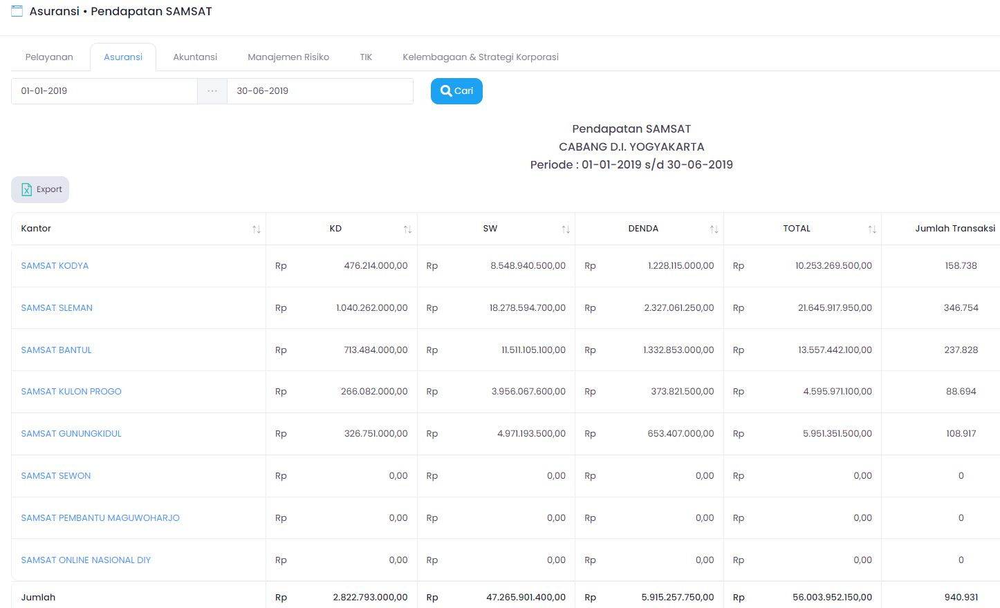 Asuransi • Pendapatan SAMSAT
Pelayanan Asuransi Akuntansi Manajemen Risiko TIK Kelembagaan & Strategi Korporasi
01-01-2019 ... 30-06-2019 Cari
Pendapatan SAMSAT
CABANG D.I. YOGYAKARTA
Periode : 01-01-2019 s/d 30-06-2019
Export
Kantor KD SW DENDA TOTAL Jumlah Transaksi
SAMSAT KODYA Rp 476.214.000,00 Rp 8.548.940.500,00 Rp 1.228.115.000,00 Rp 10.253.269.500,00 158.738
SAMSAT SLEMAN Rp 1.040.262.000,00 Rp 18.278.594.700,00 Rp 2.327.061.250,00 Rp 21.645.917.950,00 346.754
SAMSAT BANTUL Rp 713.484.000,00 Rp 11.511.105.100,00 Rp 1.332.853.000,00 Rp 13.557.442.100,00 237.828
SAMSAT KULON PROGO Rp 266.082.000,00 Rp 3.956.067.600,00 Rp 373.821.500,00 Rp 4.595.971.100,00 88.694
SAMSAT GUNUNGKIDUL Rp 326.751.000,00 Rp 4.971.193.500,00 Rp 653.407.000,00 Rp 5.951.351.500,00 108.917
SAMSAT SEWON Rp 0,00 Rp 0,00 Rp 0,00 Rp 0,00 0
SAMSAT PEMBANTU MAGUWOHARJO Rp 0,00 Rp 0,00 Rp 0,00 Rp 0,00 0
SAMSAT ONLINE NASIONAL DIY Rp 0,00 Rp 0,00 Rp 0,00 Rp 0,00 0
Jumlah Rp 2.822.793.000,00 Rp 47.265.901.400,00 Rp 5.915.257.750,00 Rp 56.003.952.150,00 940.931